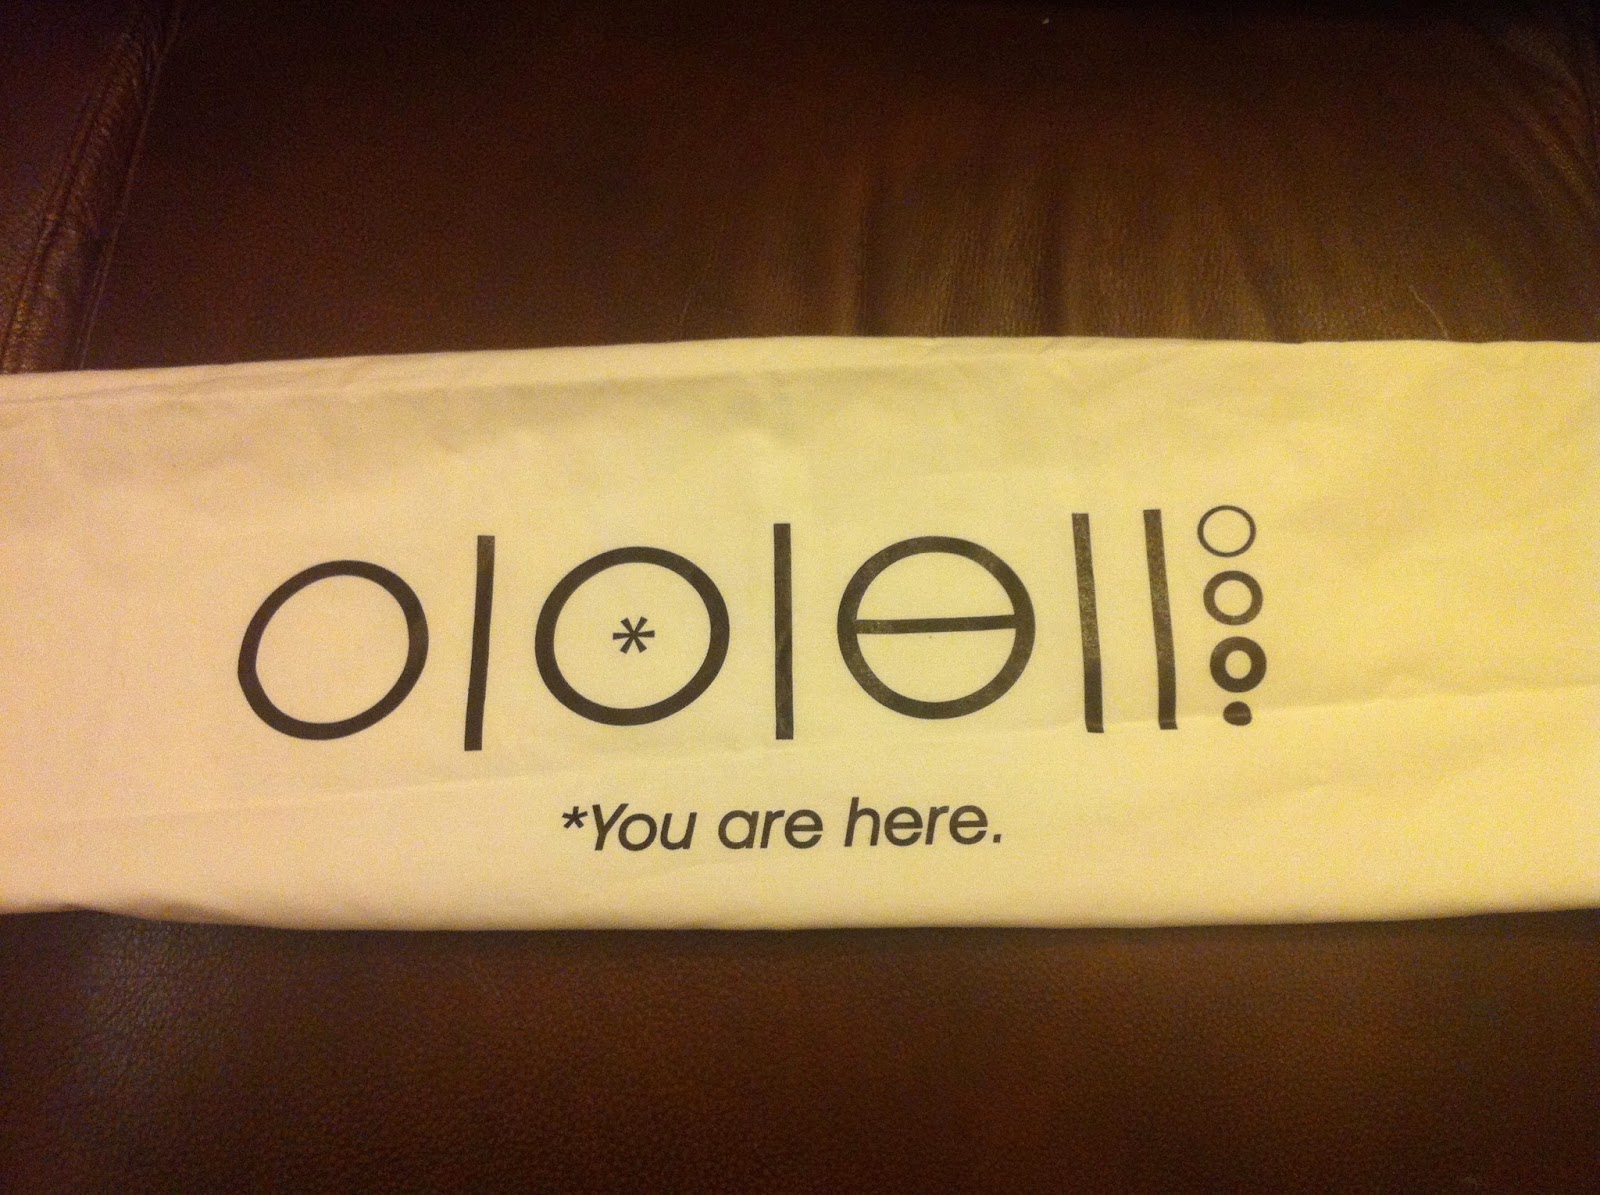 *
*You are here.